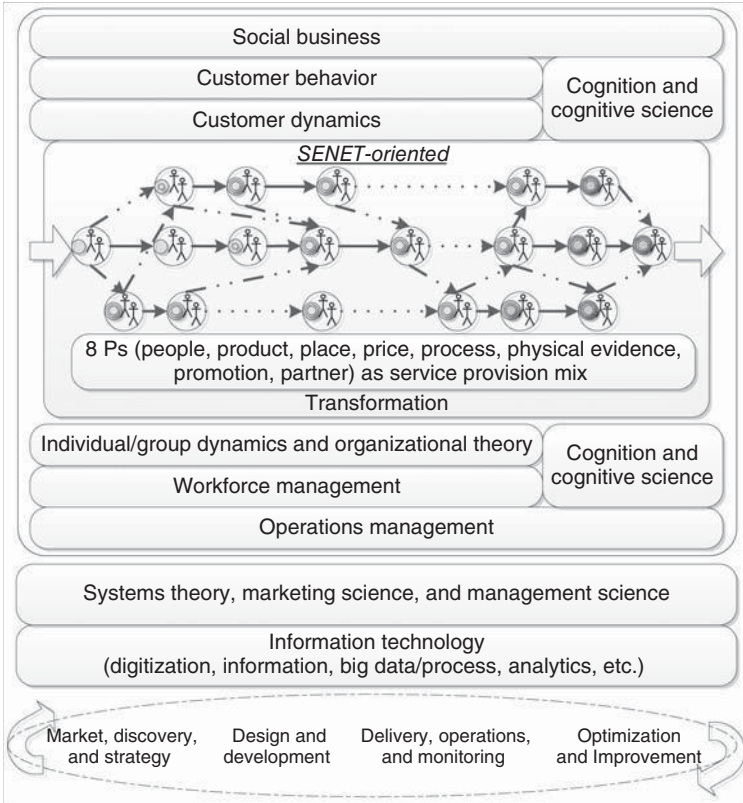 Social business
Customer behavior
Cognition and
cognitive science
Customer dynamics
SENET-oriented
8 Ps (people, product, place, price, process, physical evidence,
promotion, partner) as service provision mix
Transformation
Individual/group dynamics and organizational theory
Cognition and
cognitive science
Workforce management
Operations management
Systems theory, marketing science, and management science
Information technology
(digitization, information, big data/process, analytics, etc.)
Market, discovery,
and strategy
Design and
development
Delivery, operations,
and monitoring
Optimization
and Improvement